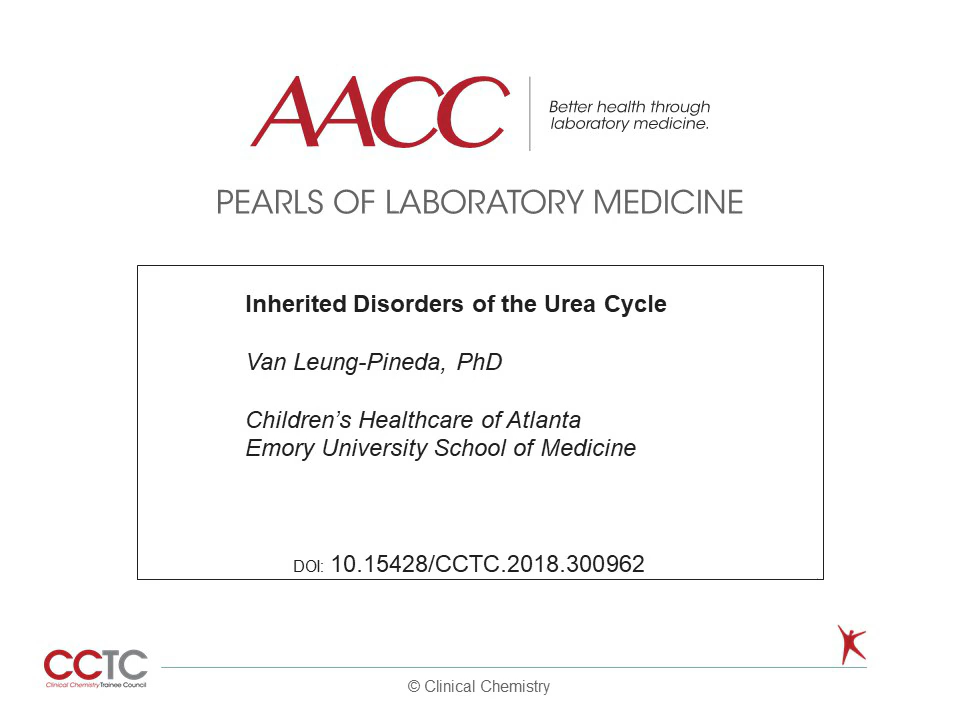 AACC
Better health through
laboratory medicine.
PEARLS OF LABORATORY MEDICINE
Inherited Disorders of the Urea Cycle
Van Leung-Pineda, PhD
Children’s Healthcare of Atlanta
Emory University School of Medicine
DOI: 10.15428/CCTC.2018.300962
CCTC
Clinical Chemistry Trainee Council
© Clinical Chemistry